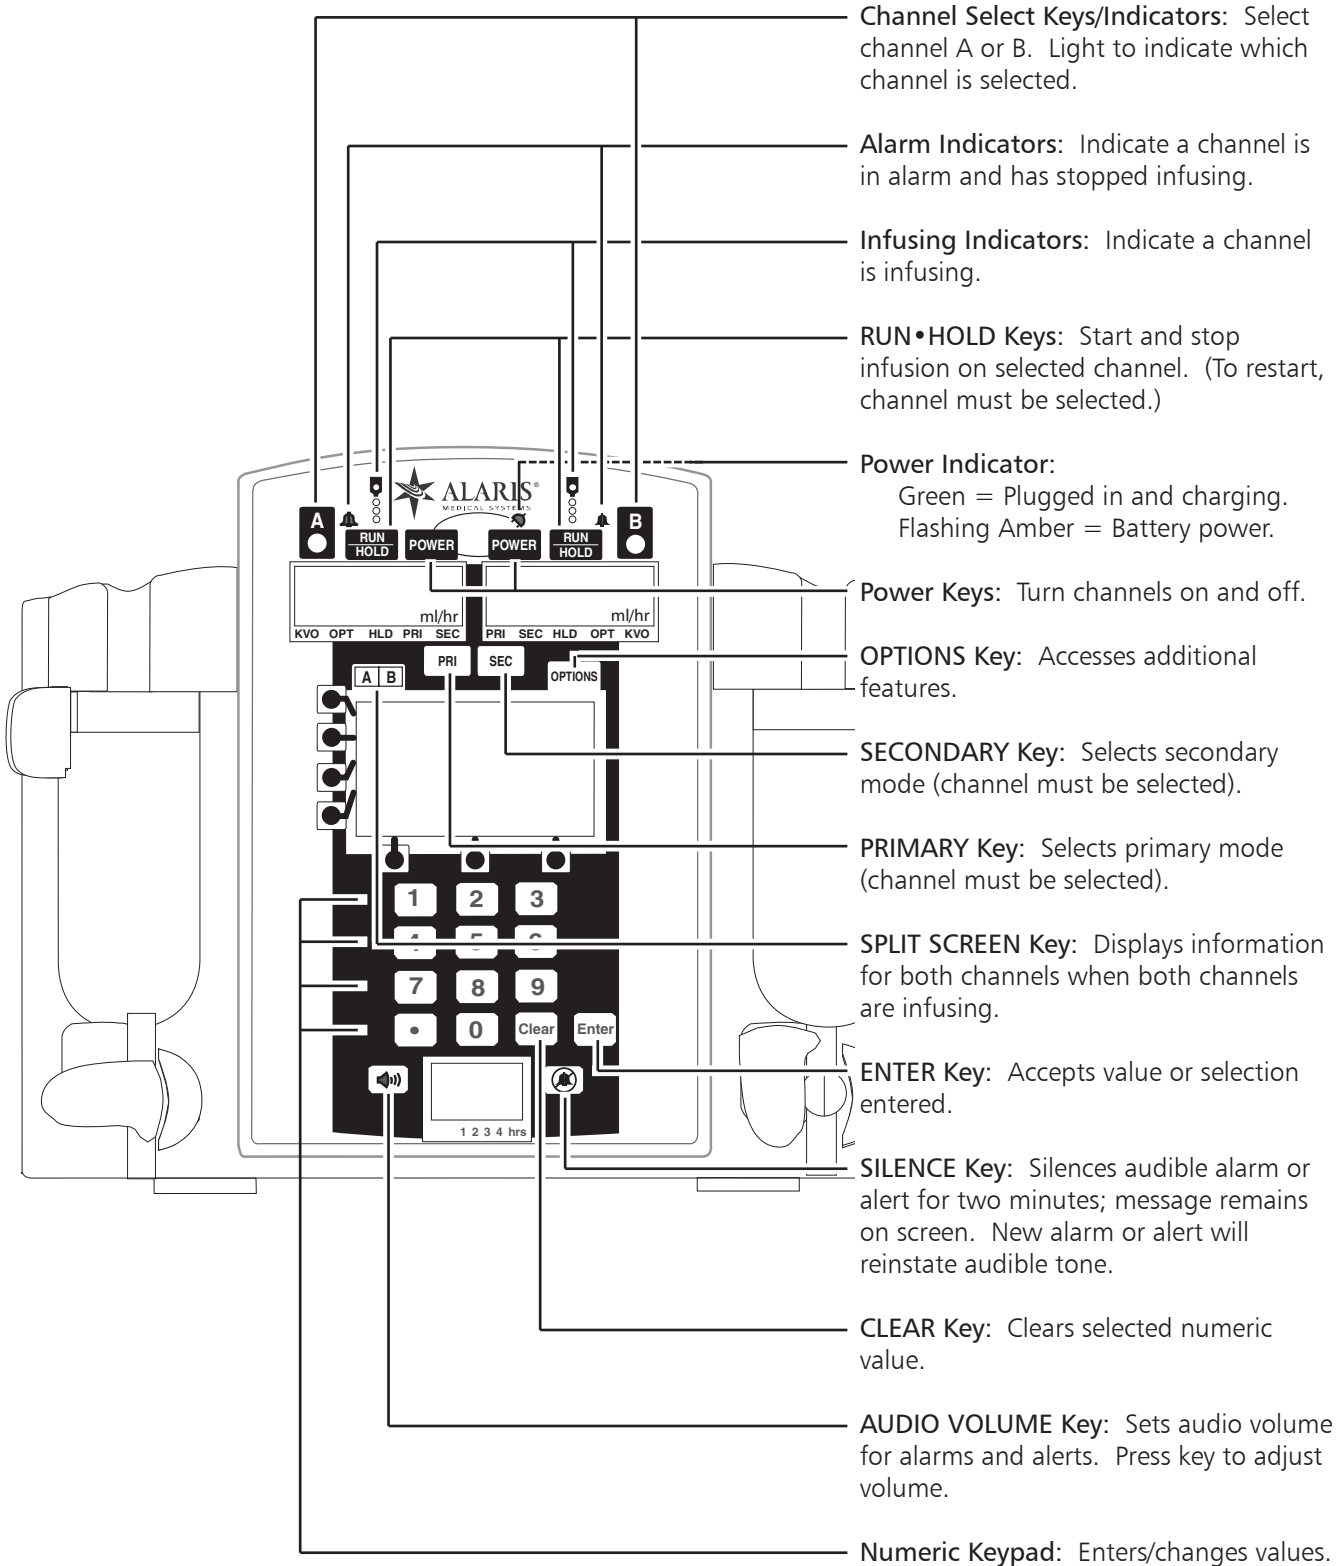 Channel Select Keys/Indicators: Select
channel A or B. Light to indicate which
channel is selected.
Alarm Indicators: Indicate a channel is
in alarm and has stopped infusing.
Infusing Indicators: Indicate a channel
is infusing.
RUN•HOLD Keys: Start and stop
infusion on selected channel. (To restart,
channel must be selected.)
Power Indicator:
Green = Plugged in and charging.
Flashing Amber = Battery power.
Power Keys: Turn channels on and off.
OPTIONS Key: Accesses additional
features.
SECONDARY Key: Selects secondary
mode (channel must be selected).
PRIMARY Key: Selects primary mode
(channel must be selected).
SPLIT SCREEN Key: Displays information
for both channels when both channels
are infusing.
ENTER Key: Accepts value or selection
entered.
SILENCE Key: Silences audible alarm or
alert for two minutes; message remains
on screen. New alarm or alert will
reinstate audible tone.
CLEAR Key: Clears selected numeric
value.
AUDIO VOLUME Key: Sets audio volume
for alarms and alerts. Press key to adjust
volume.
Numeric Keypad: Enters/changes values.
ALARIS®
MEDICAL SYSTEMS
A B
RUN HOLD POWER POWER RUN HOLD
ml/hr ml/hr
KVO OPT HLD PRI SEC PRI SEC HLD OPT KVO
PRI SEC
A B OPTIONS
1 2 3
4 5 6
7 8 9
• 0 Clear Enter
1 2 3 4 hrs